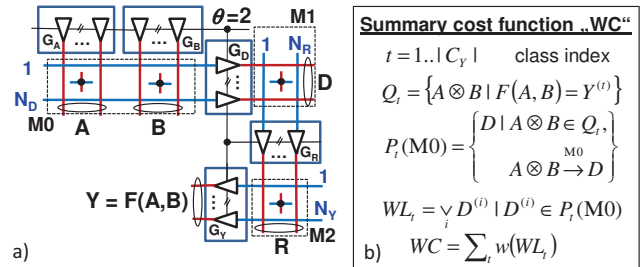 θ=2
M1
G_A
...
G_B
...
G_D
1
N_R
D
1
N_D
M0
A
B
G_R
...
1
Y = F(A,B)
N_Y
G_Y
R
M2
a)
Summary cost function „WC“
t = 1..| C_Y | class index
Q_t = {A ⊗ B | F(A, B) = Y^(t)}
P_t(M0) = { D | A ⊗ B ∈ Q_t,
A ⊗ B →^M0 D }
WL_t = ∨_i D^(i) | D^(i) ∈ P_t(M0)
b) WC = ∑_t w(WL_t)